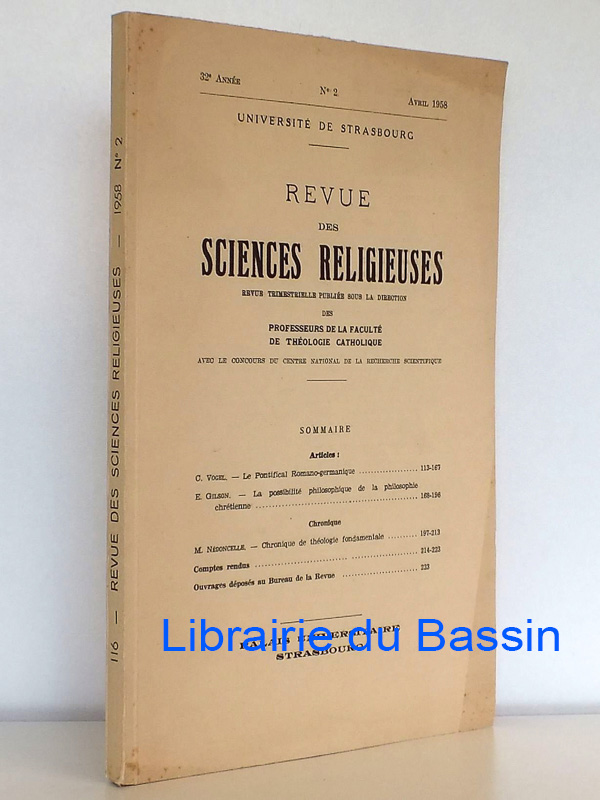 116 — REVUE DES SCIENCES RELIGIEUSES — 1958 N° 2
32e ANNÉE
N° 2
AVRIL 1958
UNIVERSITÉ DE STRASBOURG
REVUE
DES
SCIENCES RELIGIEUSES
REVUE TRIMESTRIELLE PUBLIÉE SOUS LA DIRECTION
DES
PROFESSEURS DE LA FACULTÉ
DE THÉOLOGIE CATHOLIQUE
AVEC LE CONCOURS DU CENTRE NATIONAL DE LA RECHERCHE SCIENTIFIQUE
SOMMAIRE
Articles :
C. VOGEL. — Le Pontifical Romano-germanique .................... 113-167
E. GILSON. — La possibilité philosophique de la philosophie
chrétienne .................... 168-196
Chronique
M. NÉDONCELLE. — Chronique de théologie fondamentale .......... 197-213
Comptes rendus .................... 214-222
Ouvrages déposés au Bureau de la Revue .................... 223
PALAIS UNIVERSITAIRE
STRASBOURG
Librairie du Bassin